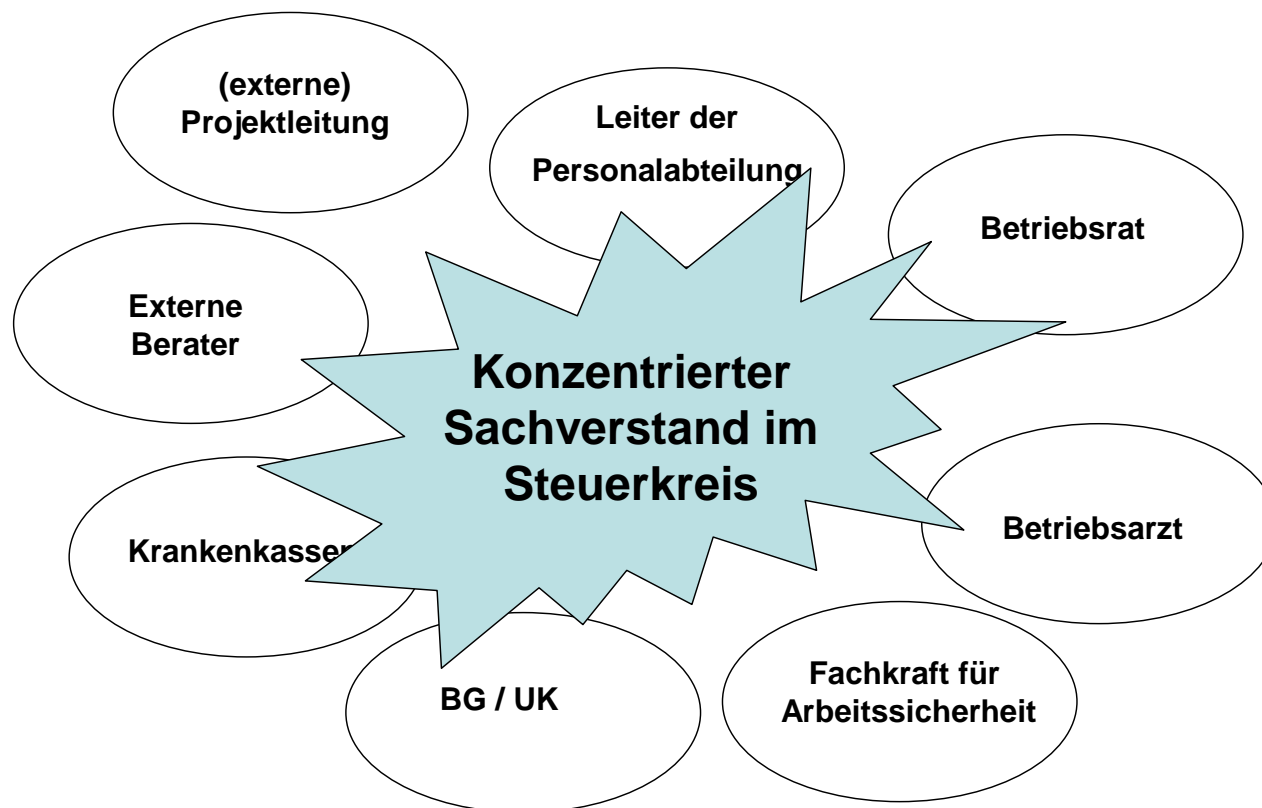 (externe)
Projektleitung
Leiter der
Personalabteilung
Betriebsrat
Externe
Berater
Konzentrierter
Sachverstand im
Steuerkreis
Krankenkassen
Betriebsarzt
Fachkraft für
Arbeitssicherheit
BG / UK